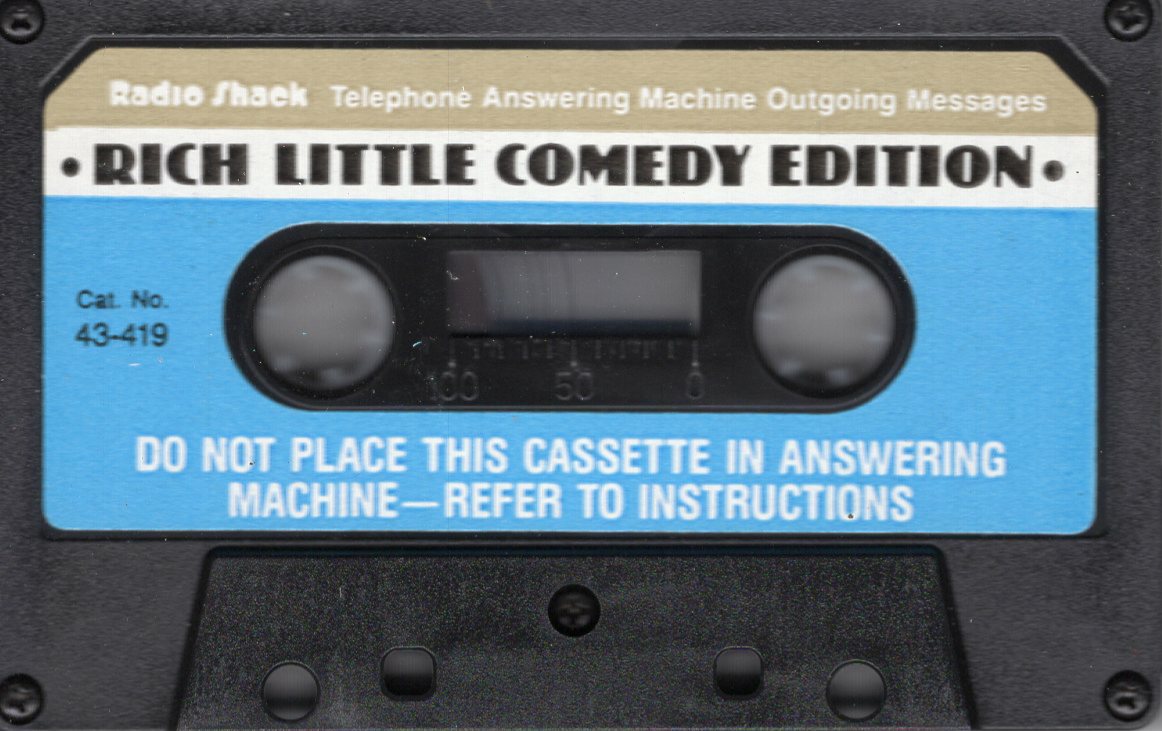 Radio Shack Telephone Answering Machine Outgoing Messages
• RICH LITTLE COMEDY EDITION •
Cat. No.
43-419
100 50 0
DO NOT PLACE THIS CASSETTE IN ANSWERING
MACHINE—REFER TO INSTRUCTIONS